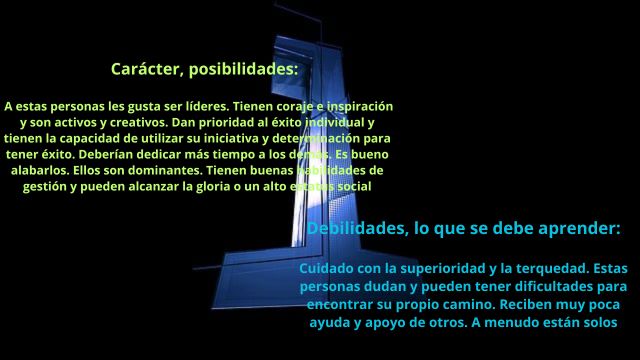 Carácter, posibilidades:
A estas personas les gusta ser líderes. Tienen coraje e inspiración
y son activos y creativos. Dan prioridad al éxito individual y
tienen la capacidad de utilizar su iniciativa y determinación para
tener éxito. Deberían dedicar más tiempo a los demás. Es bueno
alabarlos. Ellos son dominantes. Tienen buenas habilidades de
gestión y pueden alcanzar la gloria o un alto estatus social
Debilidades, lo que se debe aprender:
Cuidado con la superioridad y la terquedad. Estas
personas dudan y pueden tener dificultades para
encontrar su propio camino. Reciben muy poca
ayuda y apoyo de otros. A menudo están solos